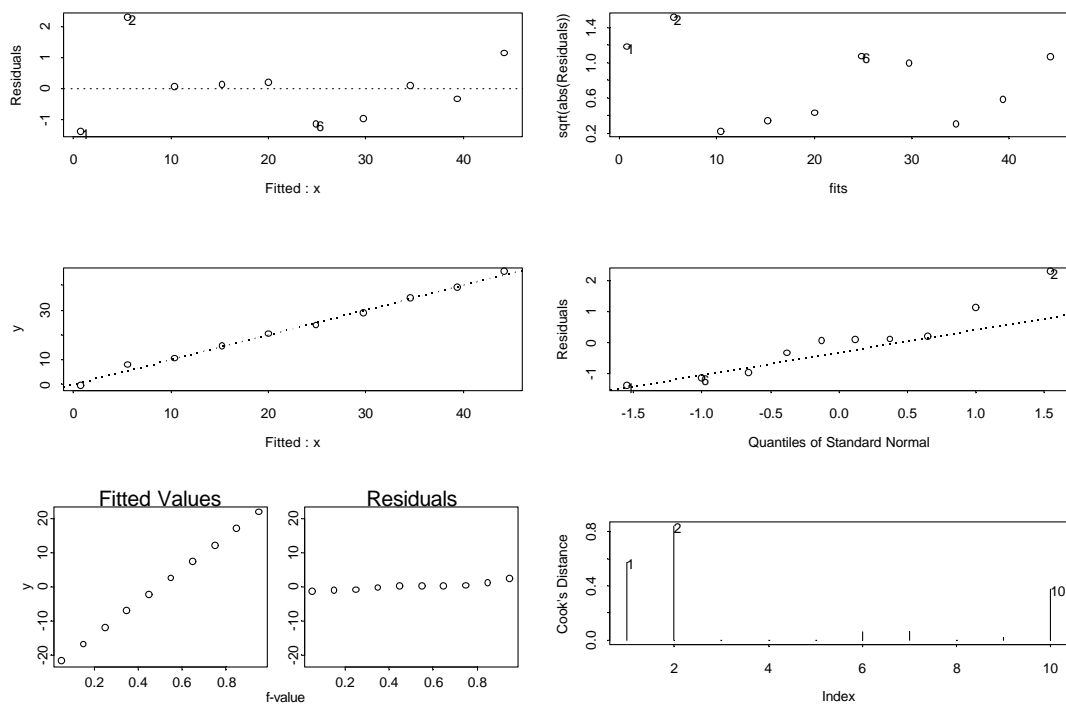 Residuals
-1 0 1 2
1
2
6
0 10 20 30 40
Fitted : x
sqrt(abs(Residuals))
0.2 0.6 1.0 1.4
1
2
6
0 10 20 30 40
fits
y
0 10 30
0 10 20 30 40
Fitted : x
Residuals
-1 0 1 2
1
6
2
-1.5 -1.0 -0.5 0.0 0.5 1.0 1.5
Quantiles of Standard Normal
Fitted Values
y
-20 -10 0 10 20
0.2 0.4 0.6 0.8
Residuals
-20 -10 0 10 20
0.2 0.4 0.6 0.8
f-value
Cook's Distance
0.0 0.4 0.8
1
2
10
2 4 6 8 10
Index